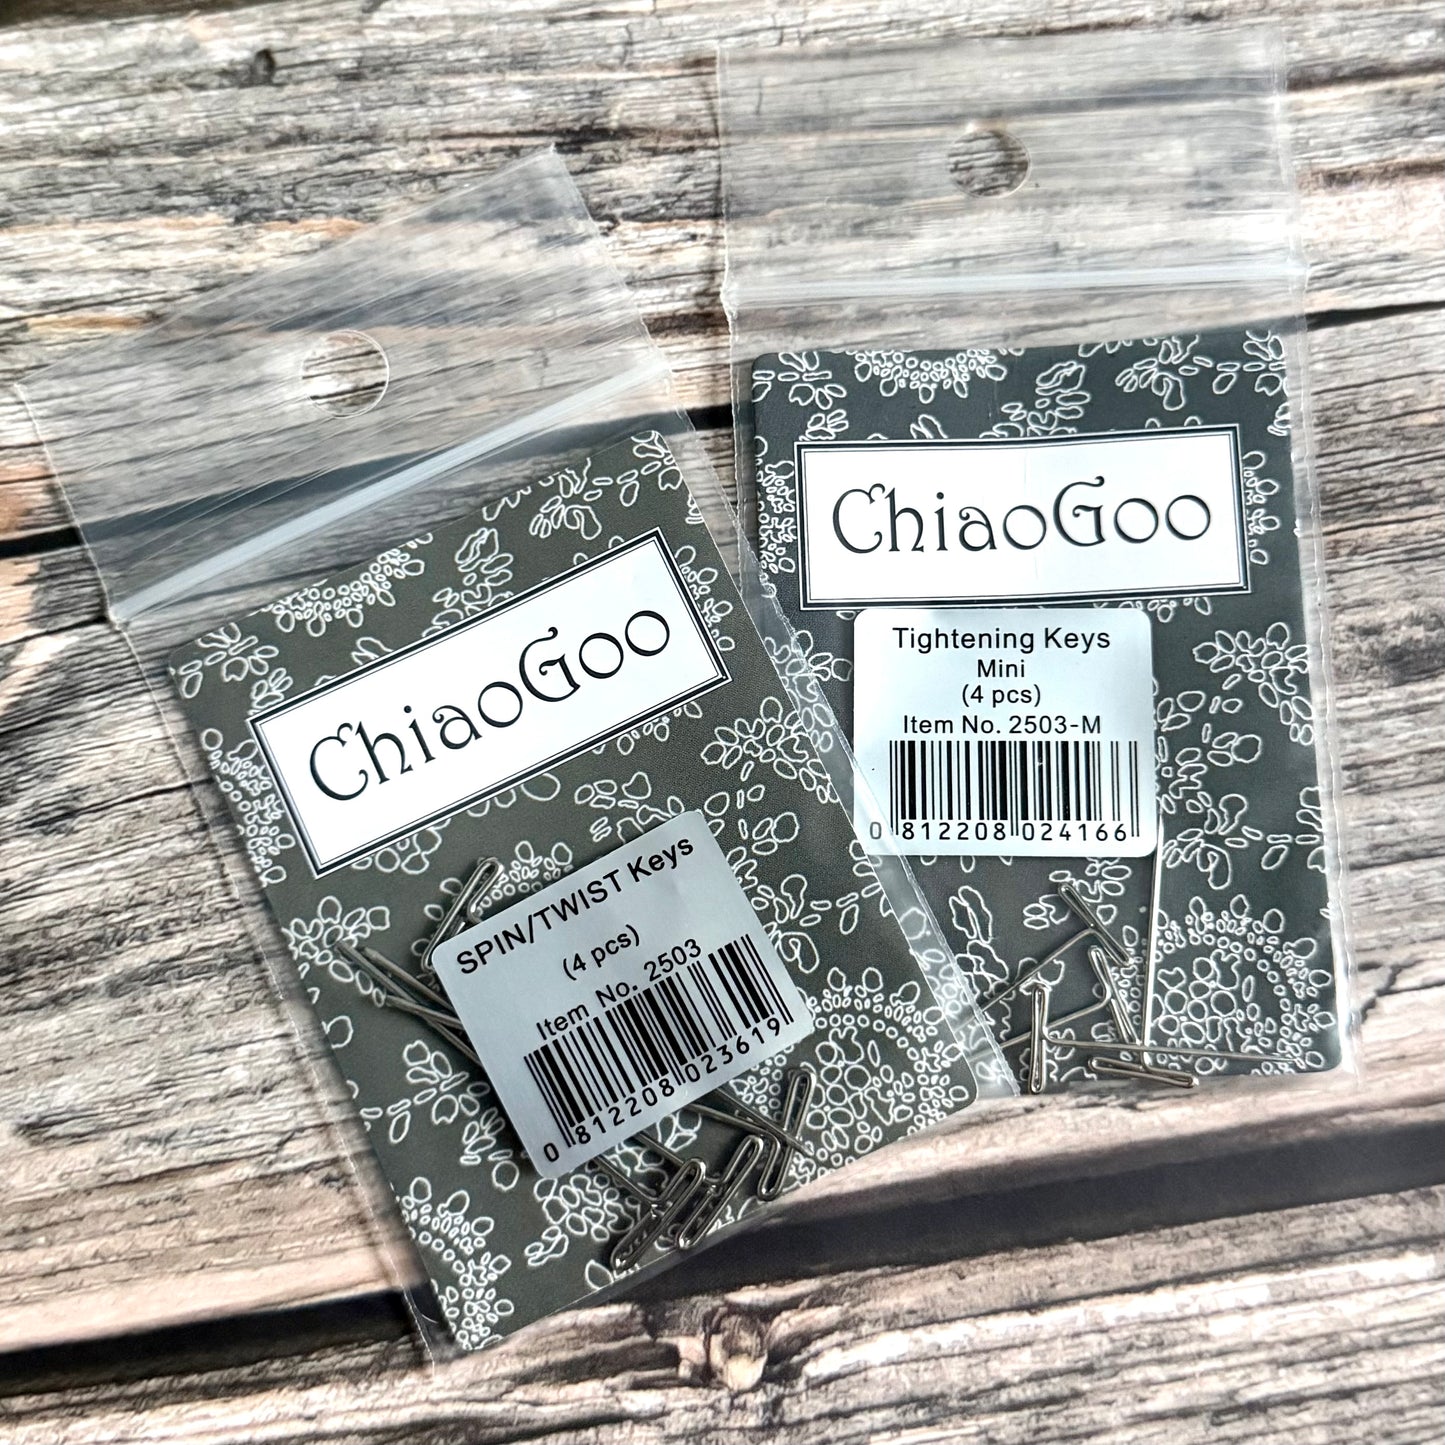 ChiaoGoo
SPIN/TWIST Keys
(4 pcs)
Item No. 2503
0 812208 023619
ChiaoGoo
Tightening Keys
Mini
(4 pcs)
Item No. 2503-M
0 812208 024166